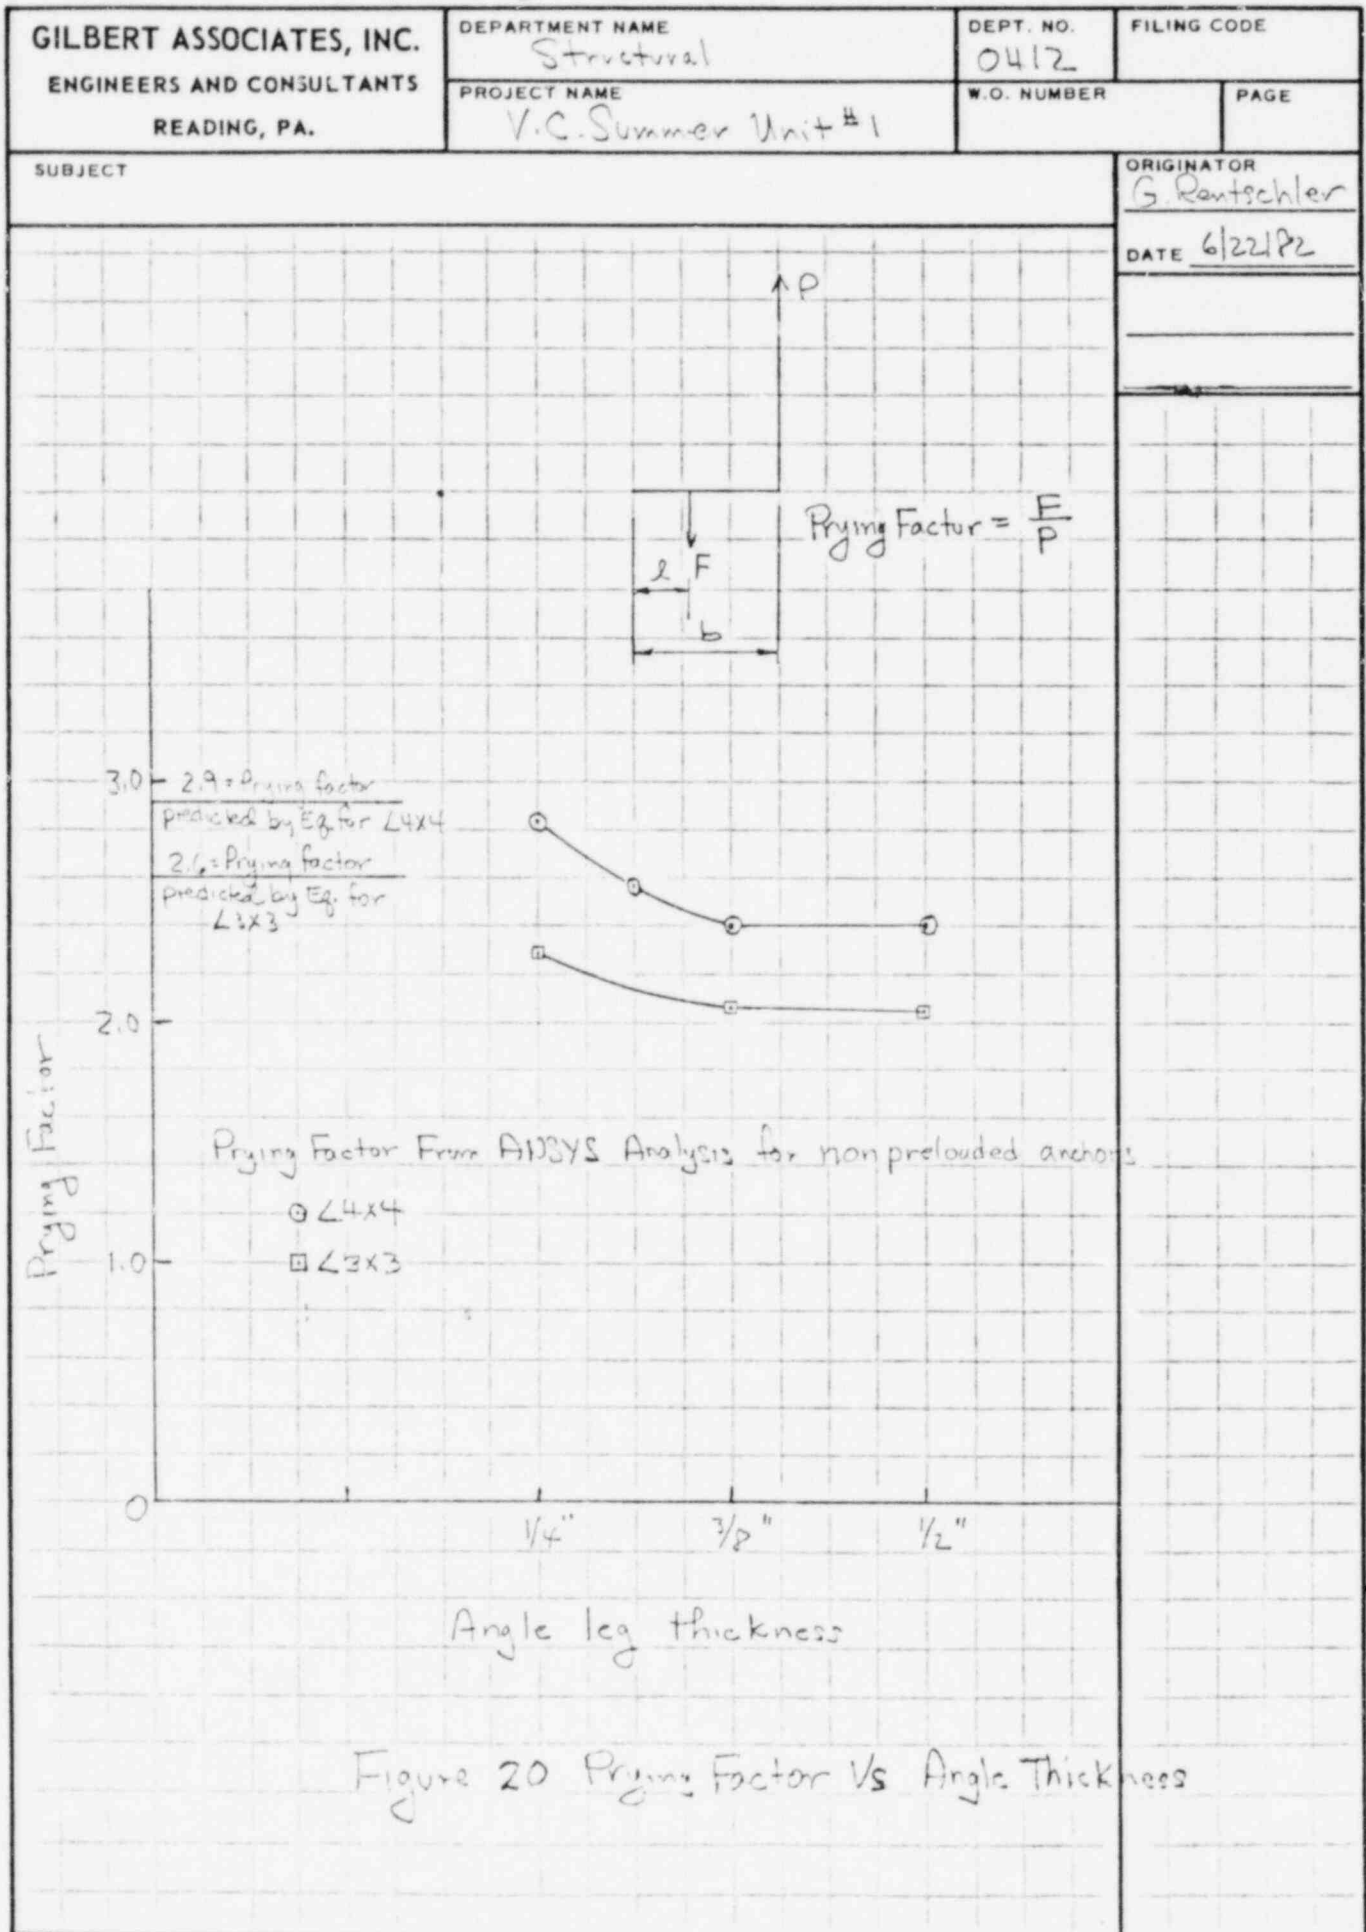 GILBERT ASSOCIATES, INC.
ENGINEERS AND CONSULTANTS
READING, PA.
DEPARTMENT NAME
Structural
DEPT. NO.
0412
FILING CODE
PROJECT NAME
V.C. Summer Unit #1
W.O. NUMBER
PAGE
SUBJECT
ORIGINATOR
G. Rentschler
DATE 6/22/82
P
Prying Factor = F/P
l F
b
3.0
2.9 = Prying factor
predicted by Eq. for ∠4x4
2.6 = Prying factor
predicted by Eq. for
∠3x3
2.0
Prying Factor
Prying Factor From ANSYS Analysis for nonpreloaded anchors
∠4x4
1.0
∠3x3
0
1/4"
3/8"
1/2"
Angle leg thickness
Figure 20 Prying Factor Vs Angle Thickness